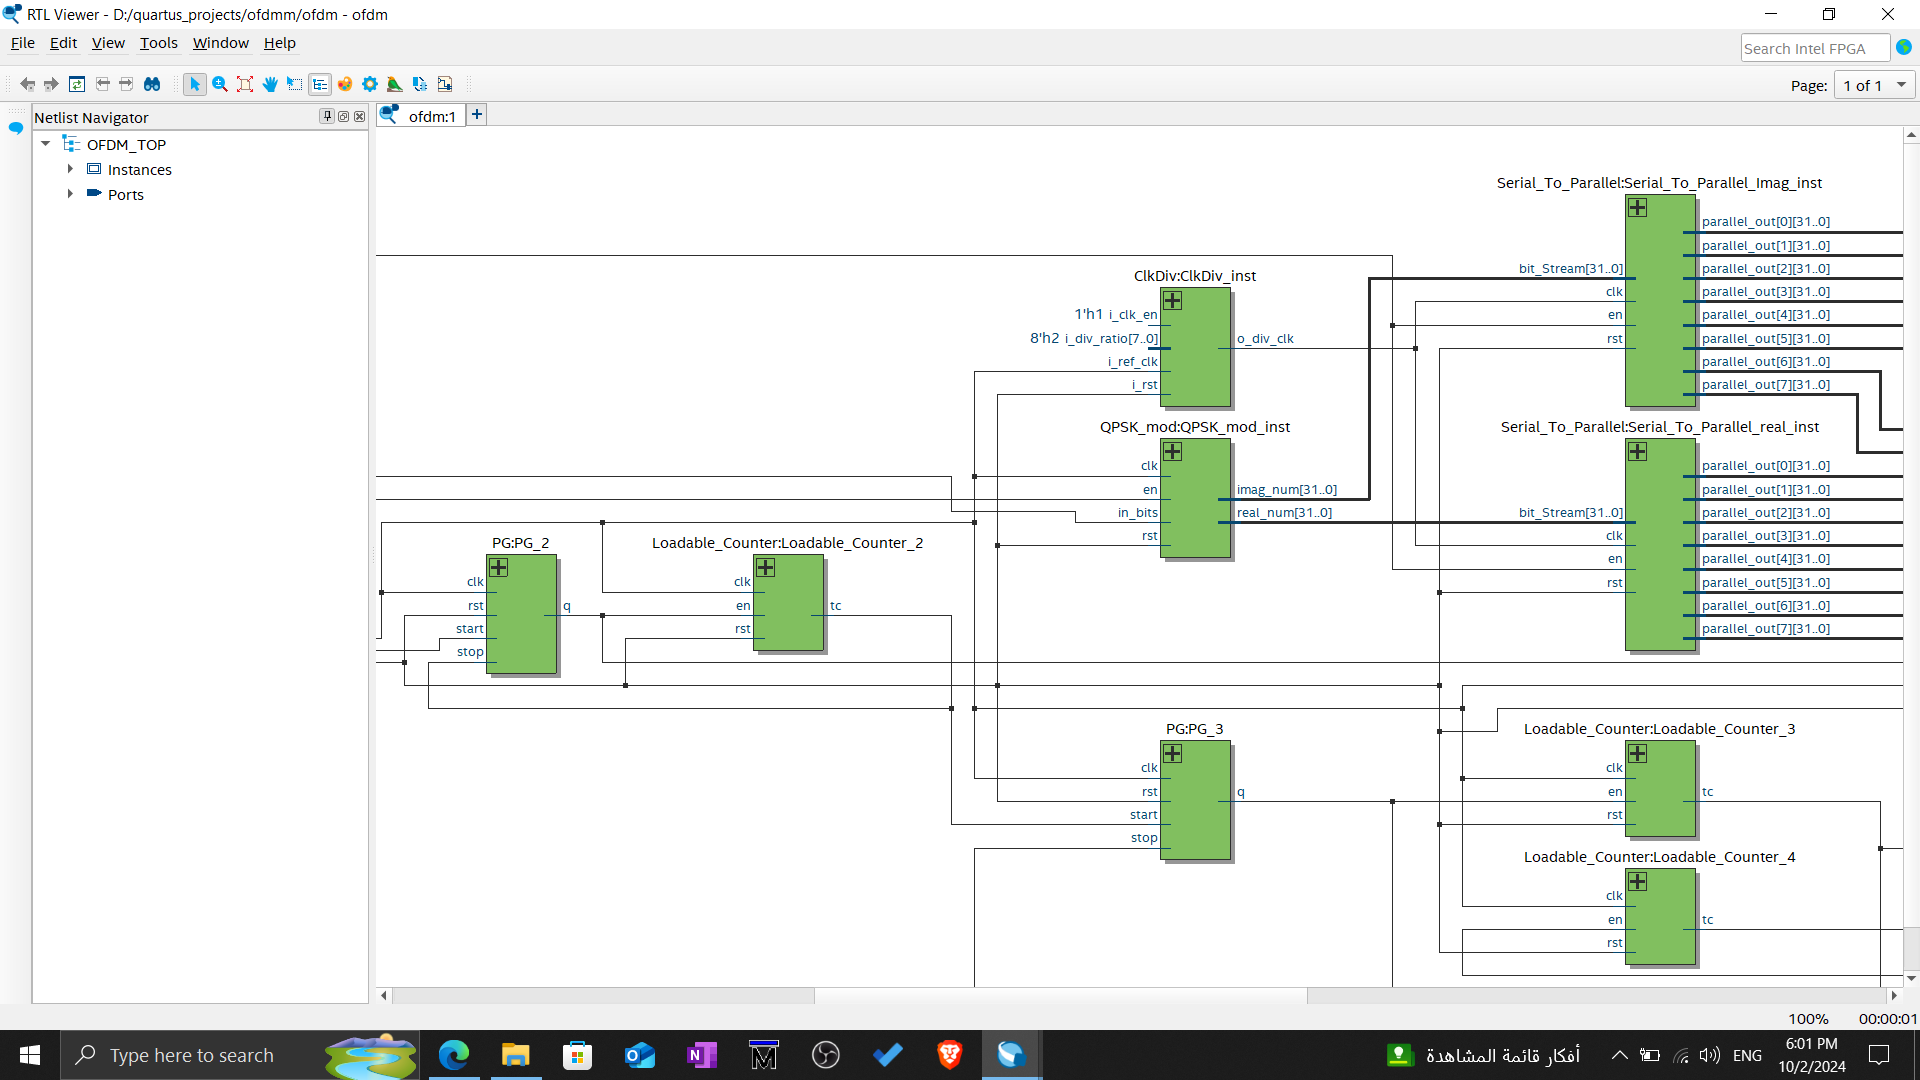 RTL Viewer - D:/quartus_projects/ofdmm/ofdm - ofdm
File Edit View Tools Window Help
Search Intel FPGA
Page: 1 of 1
Netlist Navigator
ofdm:1
OFDM_TOP
Instances
Ports
Serial_To_Parallel:Serial_To_Parallel_Imag_inst
bit_Stream[31..0]
clk
en
rst
parallel_out[0][31..0]
parallel_out[1][31..0]
parallel_out[2][31..0]
parallel_out[3][31..0]
parallel_out[4][31..0]
parallel_out[5][31..0]
parallel_out[6][31..0]
parallel_out[7][31..0]
ClkDiv:ClkDiv_inst
1'h1 i_clk_en
8'h2 i_div_ratio[7..0]
i_ref_clk
i_rst
o_div_clk
QPSK_mod:QPSK_mod_inst
clk
en
in_bits
rst
imag_num[31..0]
real_num[31..0]
Serial_To_Parallel:Serial_To_Parallel_real_inst
bit_Stream[31..0]
clk
en
rst
parallel_out[0][31..0]
parallel_out[1][31..0]
parallel_out[2][31..0]
parallel_out[3][31..0]
parallel_out[4][31..0]
parallel_out[5][31..0]
parallel_out[6][31..0]
parallel_out[7][31..0]
PG:PG_2
clk
rst
start
stop
q
Loadable_Counter:Loadable_Counter_2
clk
en
rst
tc
PG:PG_3
clk
rst
start
stop
q
Loadable_Counter:Loadable_Counter_3
clk
en
rst
tc
Loadable_Counter:Loadable_Counter_4
clk
en
rst
tc
100% 00:00:01
Type here to search
أفكار قائمة المشاهدة
ENG
6:01 PM
10/2/2024